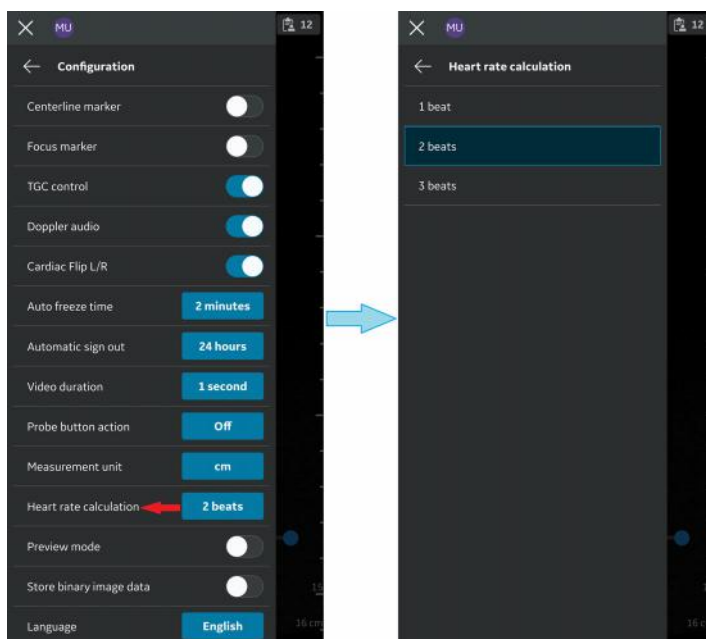 MU
12
Configuration
Centerline marker
Focus marker
TGC control
Doppler audio
Cardiac Flip L/R
Auto freeze time 2 minutes
Automatic sign out 24 hours
Video duration 1 second
Probe button action Off
Measurement unit cm
Heart rate calculation 2 beats
Preview mode
Store binary image data
15
Language English
16 cm
MU
12
Heart rate calculation
1 beat
2 beats
3 beats
1
16 c